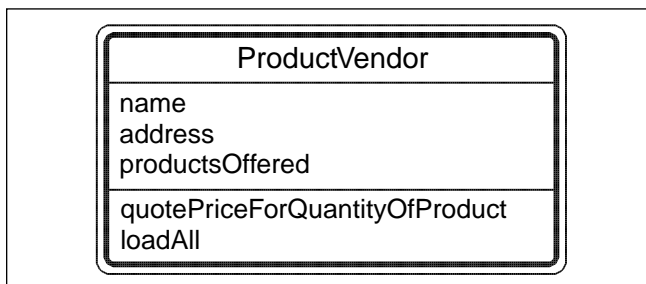 ProductVendor
name
address
productsOffered
quotePriceForQuantityOfProduct
loadAll